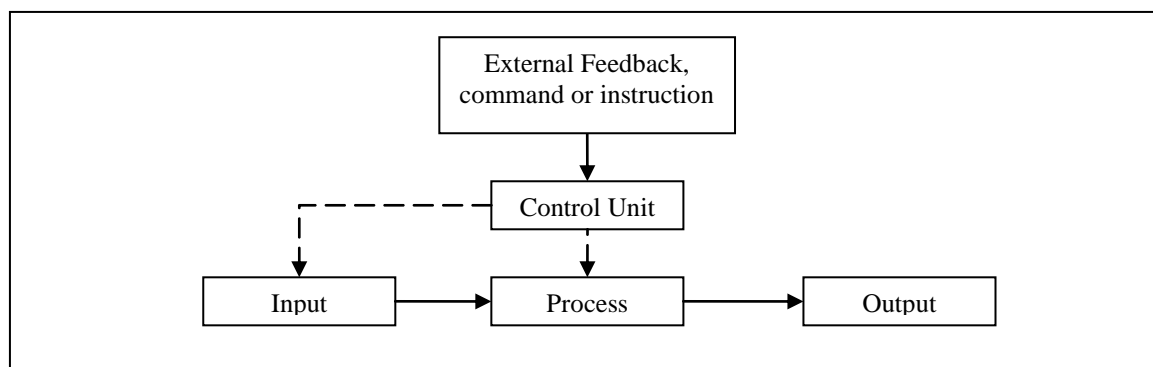 External Feedback,
command or instruction
Control Unit
Input
Process
Output